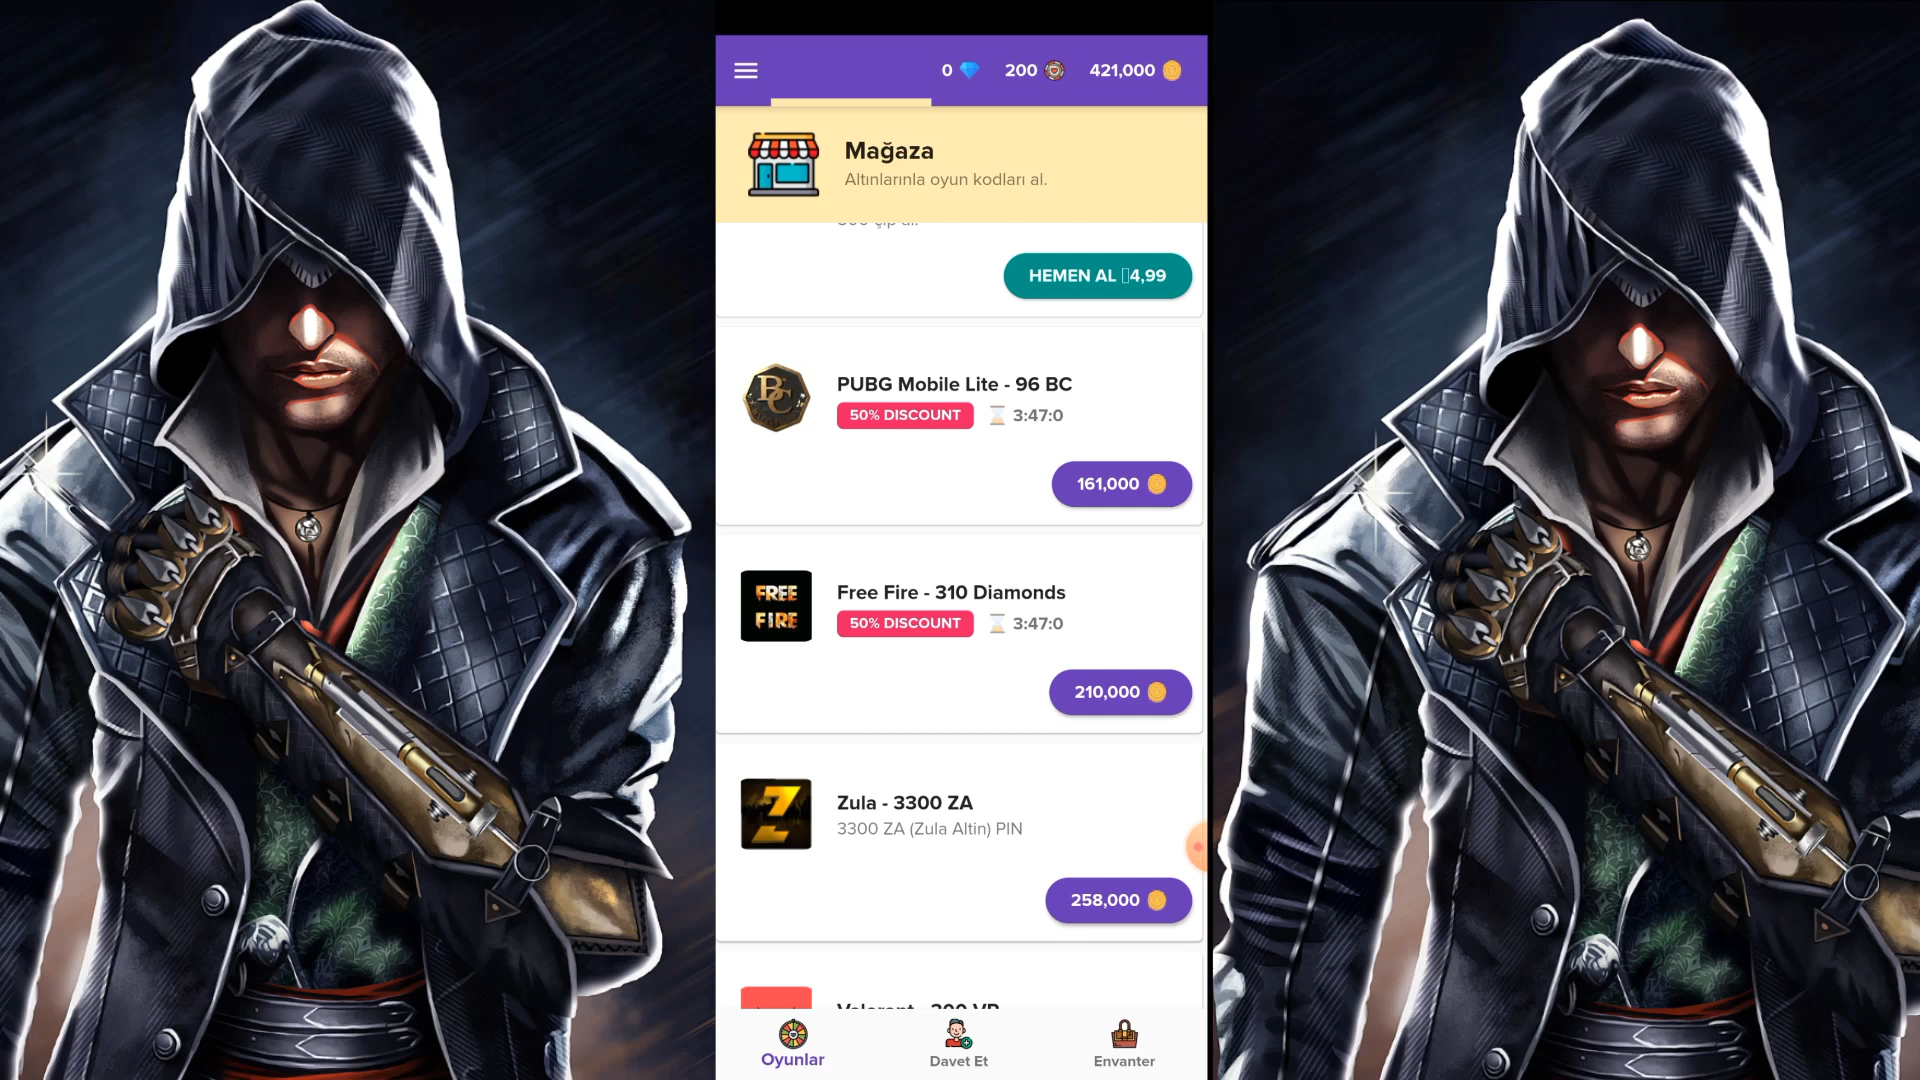 0 200 421,000
Mağaza
Altınlarınla oyun kodları al.
HEMEN AL 4,99
PUBG Mobile Lite - 96 BC
50% DISCOUNT 3:47:0
161,000
FREE
FIRE
Free Fire - 310 Diamonds
50% DISCOUNT 3:47:0
210,000
Z
Zula - 3300 ZA
3300 ZA (Zula Altin) PIN
258,000
Oyunlar
Davet Et
Envanter